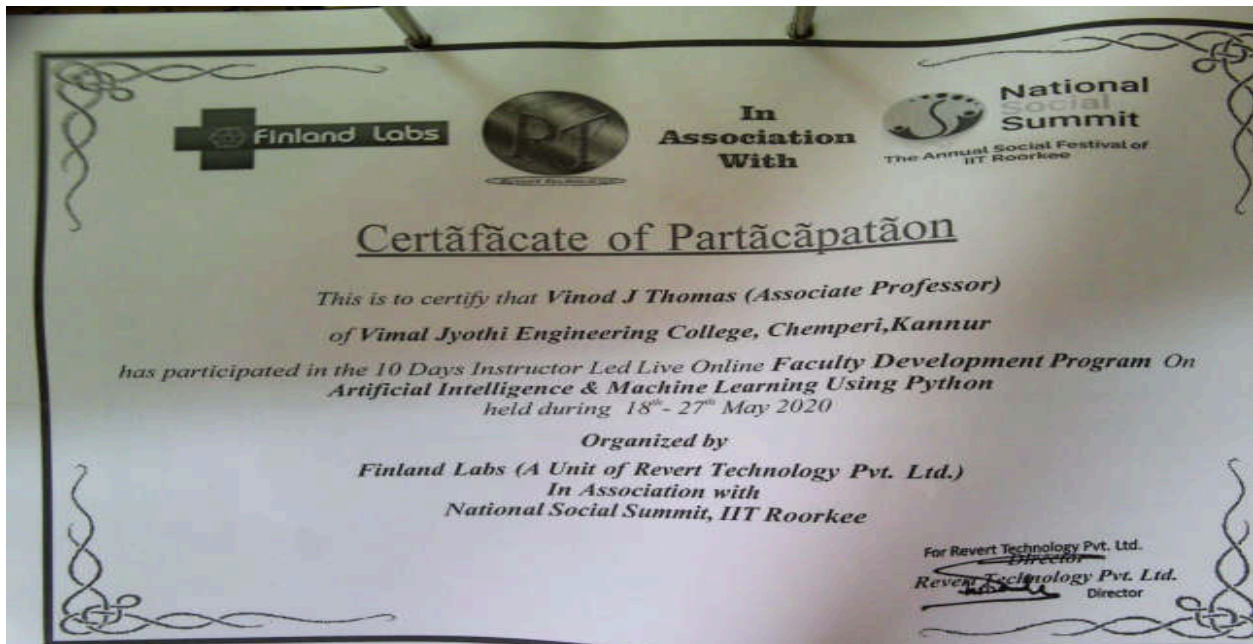 Finland Labs
RT
In
Association
With
National
Social
Summit
The Annual Social Festival of
IIT Roorkee
Certãfãcate of Partãcãpatãon
This is to certify that Vinod J Thomas (Associate Professor)
of Vimal Jyothi Engineering College, Chemperi,Kannur
has participated in the 10 Days Instructor Led Live Online Faculty Development Program On
Artificial Intelligence & Machine Learning Using Python
held during 18th- 27th May 2020
Organized by
Finland Labs (A Unit of Revert Technology Pvt. Ltd.)
In Association with
National Social Summit, IIT Roorkee
For Revert Technology Pvt. Ltd.
Director
Revert Technology Pvt. Ltd.
Director